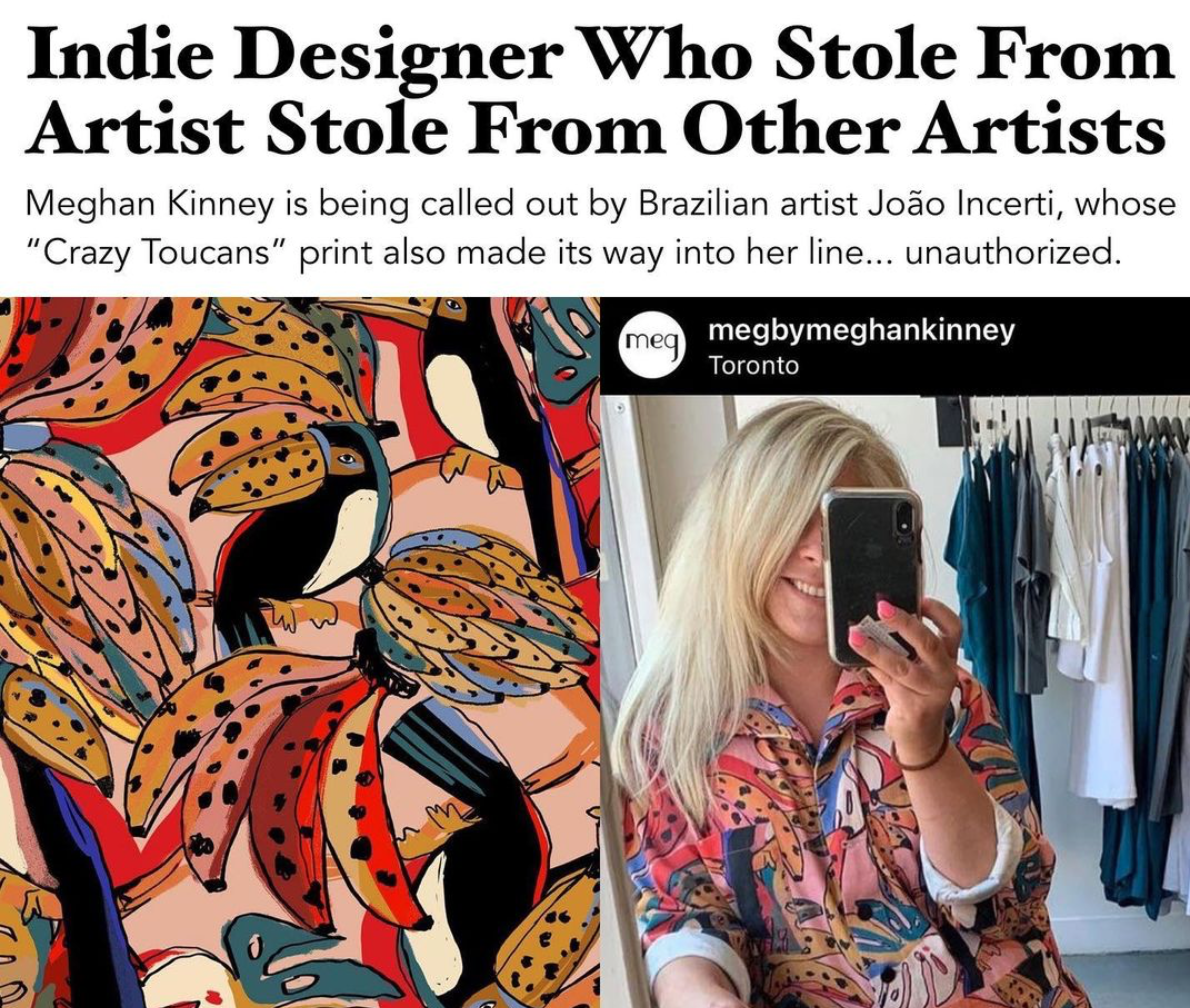 Indie Designer Who Stole From
Artist Stole From Other Artists
Meghan Kinney is being called out by Brazilian artist João Incerti, whose
“Crazy Toucans” print also made its way into her line... unauthorized.
meg
megbymeghankinney
Toronto